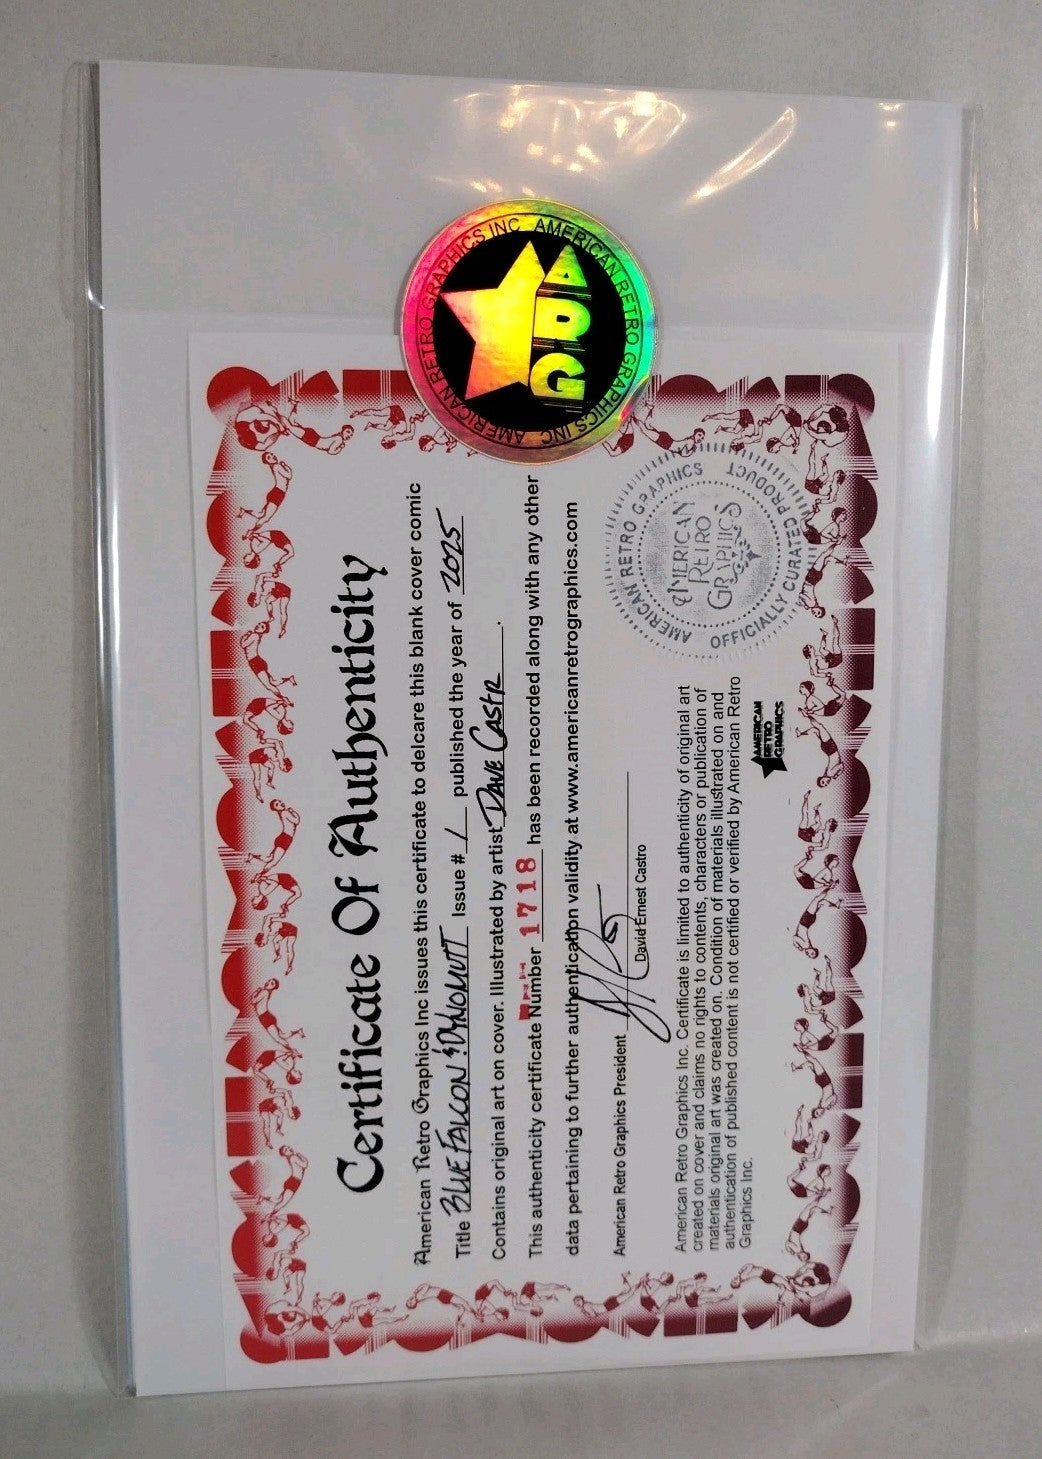 AMERICAN RETRO GRAPHICS INC AMERICAN RETRO GRAPHICS INC
ARG
Certificate Of Authenticity
American Retro Graphics Inc issues this certificate to delcare this blank cover comic
Title BLUE FALCON & DYNOMUTT Issue # 1 published the year of 2025
Contains original art on cover. Illustrated by artist DAVE CASTR.
This authenticity certificate Number 1718 has been recorded along with any other
data pertaining to further authentication validity at www.americanretrographics.com
American Retro Graphics President
David Ernest Castro
AMERICAN RETRO GRAPHICS OFFICIALLY CURATED PRODUCT
AMERICAN
RETRO
GRAPHICS
American Retro Graphics Inc. Certificate is limited to authenticity of original art
created on cover and claims no rights to contents, characters or publication of
materials original art was created on. Condition of materials illustrated on and
authentication of published content is not certified or verified by American Retro
Graphics Inc.
AMERICAN
RETRO
GRAPHICS